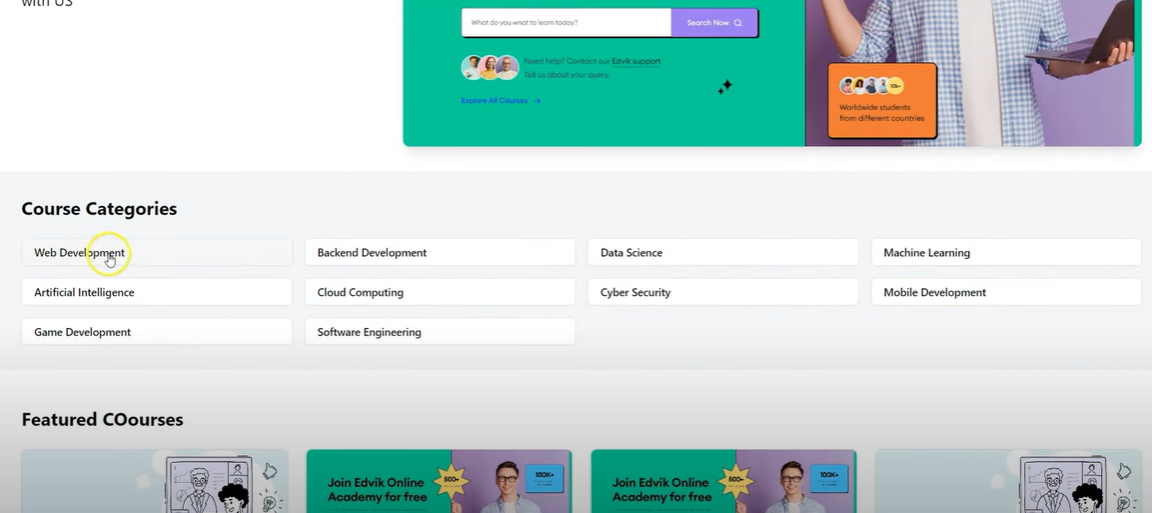 with US
What do you wnat to learn today?
Search Now
Need help? Contact our Edvik support
Tell us about your query.
Explore All Courses →
10k+
Worldwide students
from different countries
Course Categories
Web Development
Backend Development
Data Science
Machine Learning
Artificial Intelligence
Cloud Computing
Cyber Security
Mobile Development
Game Development
Software Engineering
Featured COourses
Join Edvik Online
Academy for free
500+
100K+
Join Edvik Online
Academy for free
500+
100K+